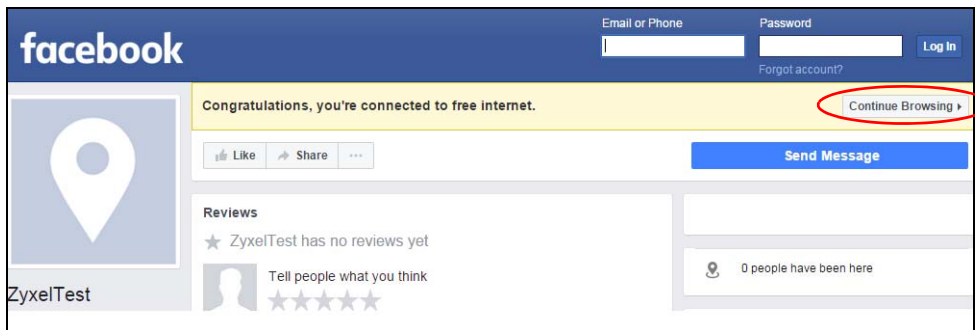 Email or Phone
Password
facebook
Log In
Forgot account?
Congratulations, you're connected to free internet.
Continue Browsing
Like
Share
Send Message
Reviews
ZyxelTest has no reviews yet
Tell people what you think
0 people have been here
ZyxelTest